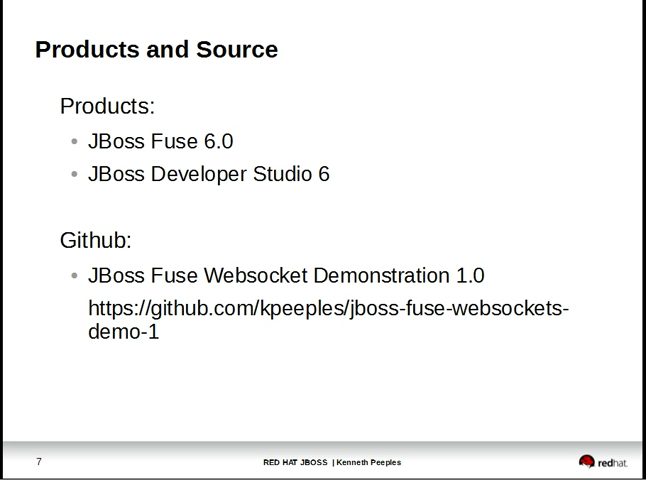 Products and Source
Products:
• JBoss Fuse 6.0
• JBoss Developer Studio 6
Github:
• JBoss Fuse Websocket Demonstration 1.0
https://github.com/kpeeples/jboss-fuse-websockets-
demo-1
7
RED HAT JBOSS | Kenneth Peeples
redhat.